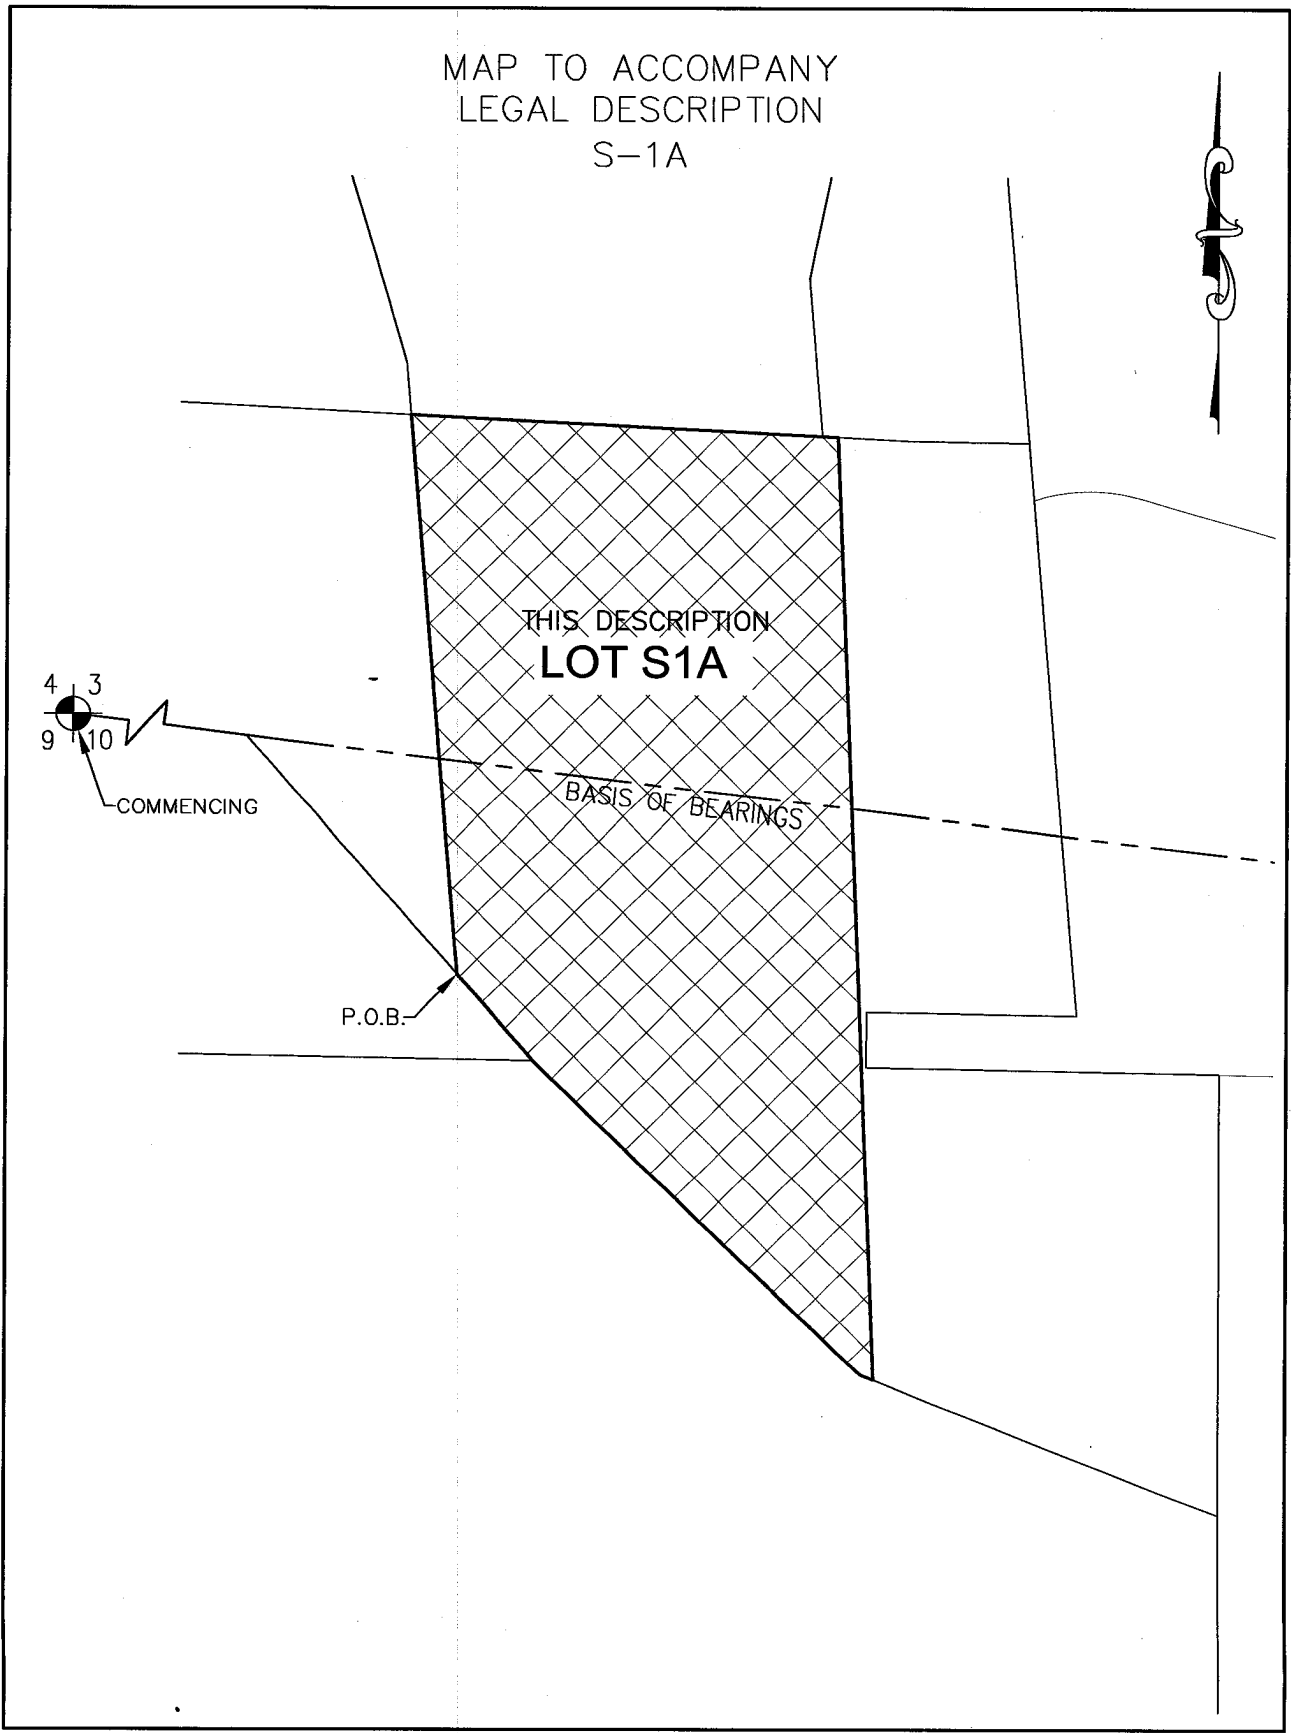 MAP TO ACCOMPANY
LEGAL DESCRIPTION
S-1A
THIS DESCRIPTION
LOT S1A
4 3
9 10
COMMENCING
BASIS OF BEARINGS
P.O.B.